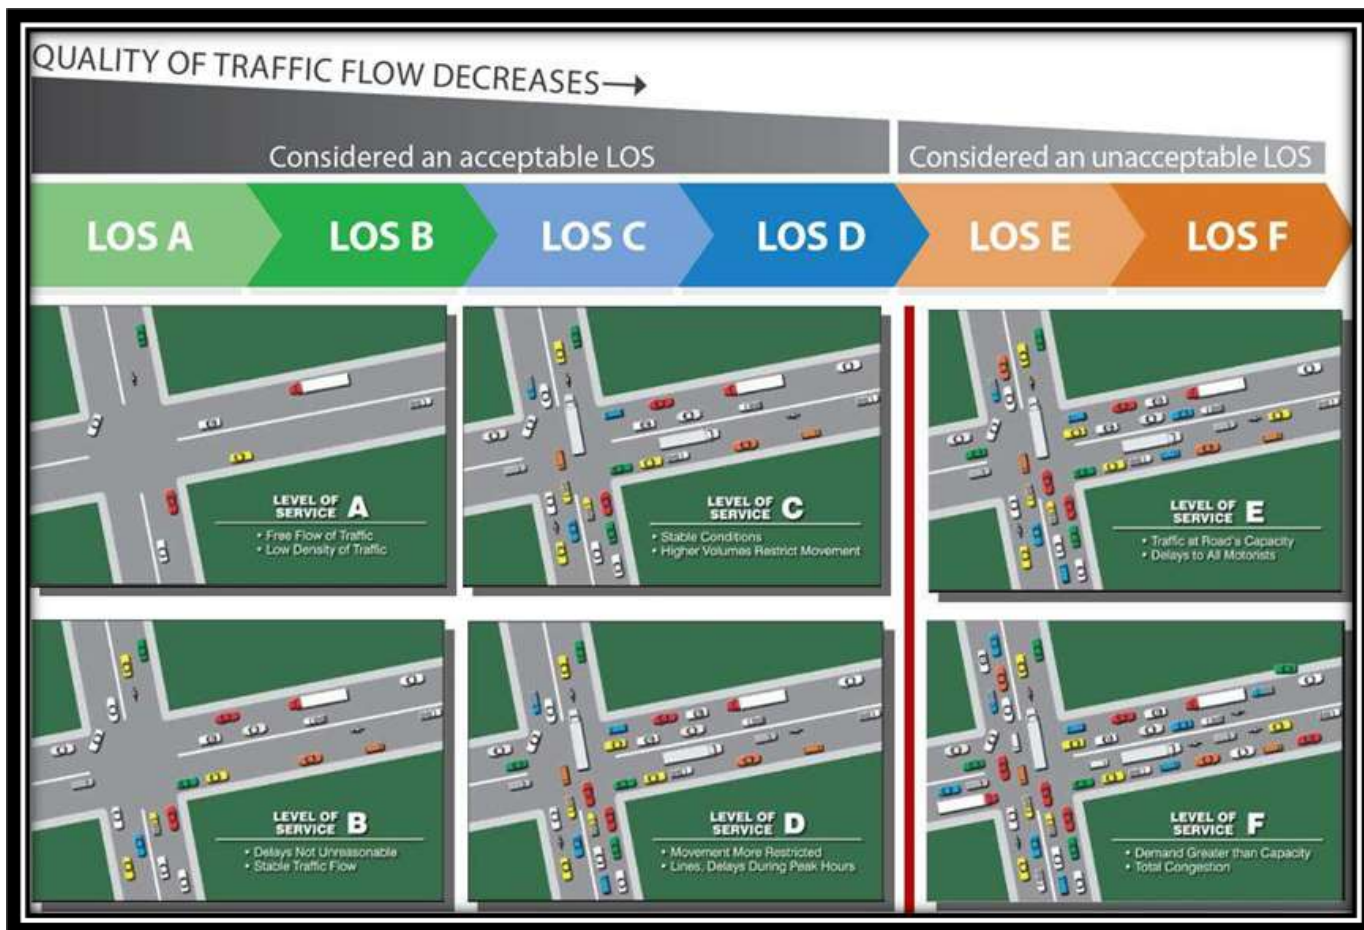 QUALITY OF TRAFFIC FLOW DECREASES→
Considered an acceptable LOS
Considered an unacceptable LOS
LOS A
LOS B
LOS C
LOS D
LOS E
LOS F
LEVEL OF
SERVICE A
• Free Flow of Traffic
• Low Density of Traffic
LEVEL OF
SERVICE C
• Stable Conditions
• Higher Volumes Restrict Movement
LEVEL OF
SERVICE E
• Traffic at Road's Capacity
• Delays to All Motorists
LEVEL OF
SERVICE B
• Delays Not Unreasonable
• Stable Traffic Flow
LEVEL OF
SERVICE D
• Movement More Restricted
• Lines, Delays During Peak Hours
LEVEL OF
SERVICE F
• Demand Greater than Capacity
• Total Congestion